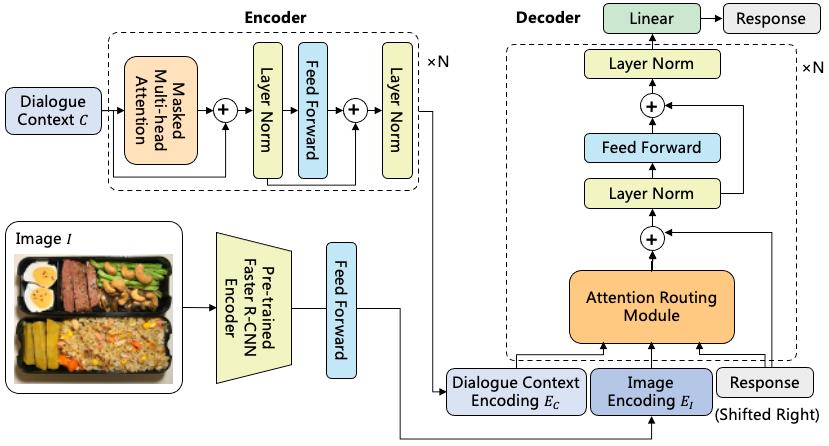 Encoder
Dialogue
Context C
Masked
Multi-head
Attention
+
Layer Norm
Feed Forward
+
Layer Norm
×N
Image I
Pre-trained
Faster R-CNN
Encoder
Feed Forward
Decoder
Linear
Response
×N
Layer Norm
+
Feed Forward
Layer Norm
+
Attention Routing
Module
Dialogue Context
Encoding E_C
Image
Encoding E_I
Response
(Shifted Right)